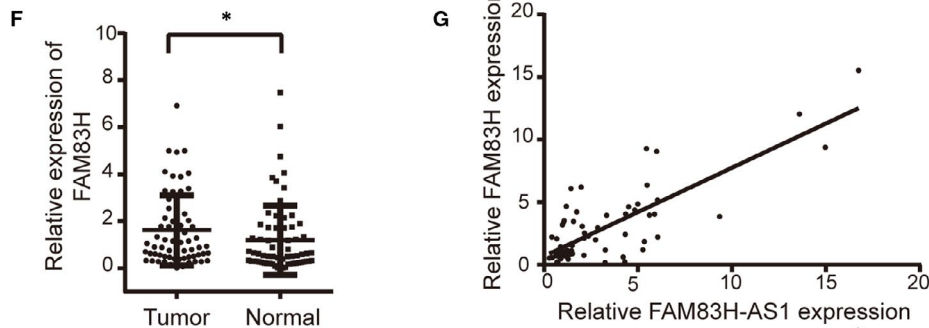 F
*
Relative expression of
FAM83H
10
8
6
4
2
0
Tumor
Normal
G
Relative FAM83H expression
20
15
10
5
0
0
5
10
15
20
Relative FAM83H-AS1 expression